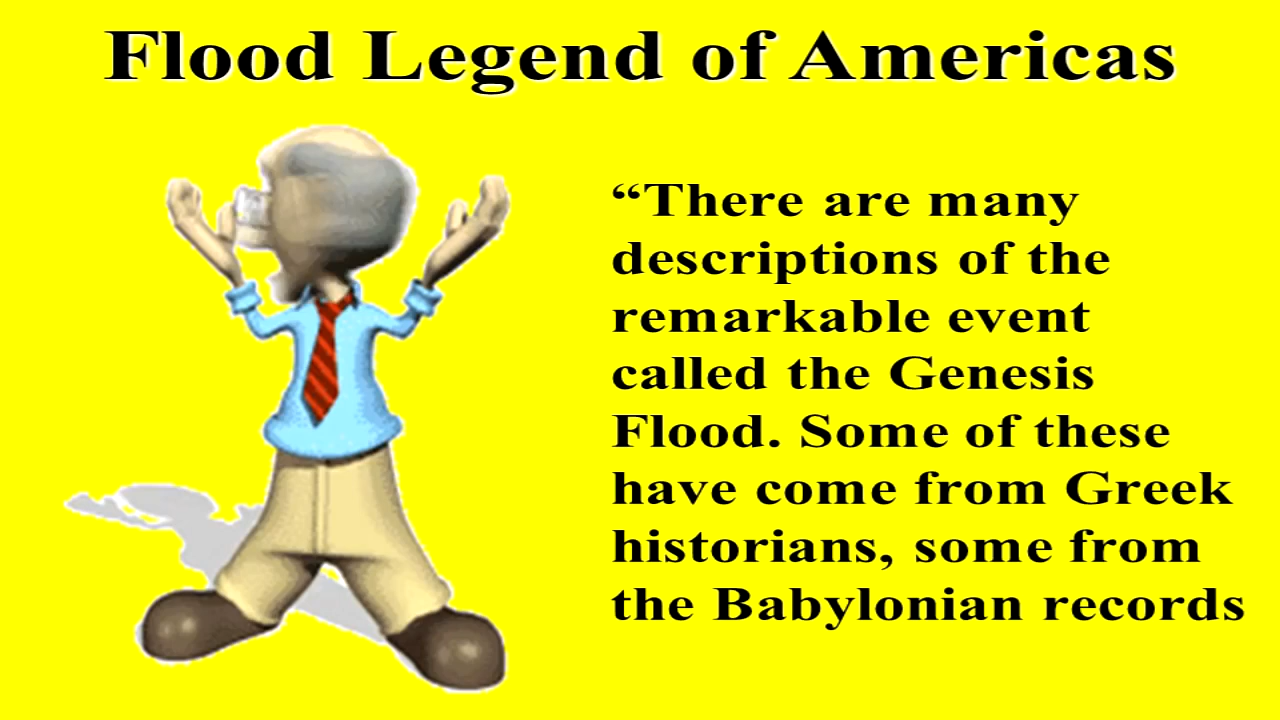 Flood Legend of Americas
“There are many
descriptions of the
remarkable event
called the Genesis
Flood. Some of these
have come from Greek
historians, some from
the Babylonian records